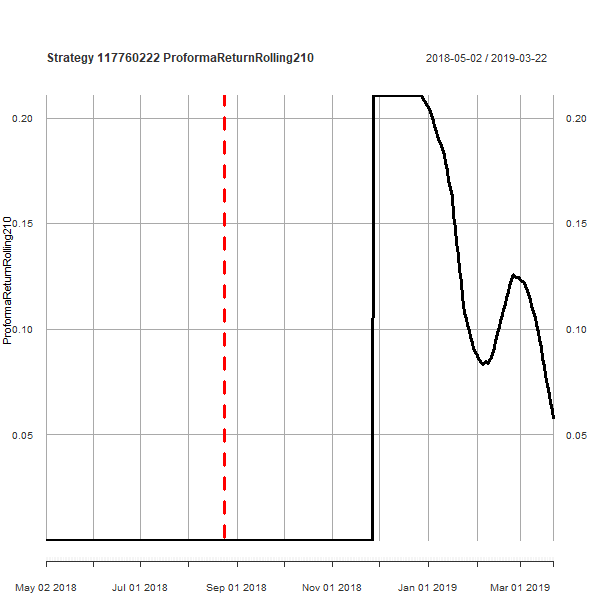 Strategy 117760222 ProformaReturnRolling210
2018-05-02 / 2019-03-22
ProformaReturnRolling210
0.20
0.15
0.10
0.05
0.20
0.15
0.10
0.05
May 02 2018
Jul 01 2018
Sep 01 2018
Nov 01 2018
Jan 01 2019
Mar 01 2019